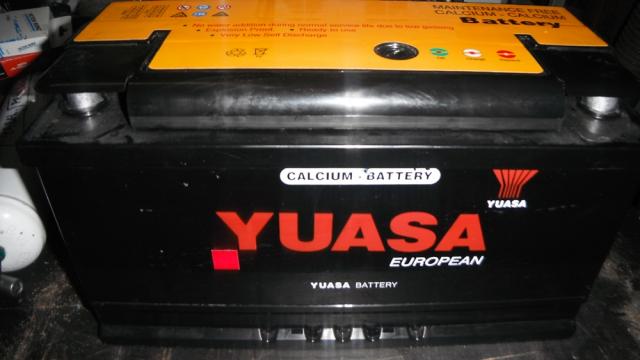 MAINTENANCE FREE
CALCIUM - CALCIUM
Battery
• No water addition during normal service life due to low gassing
• Explosion Proof. • Ready to use
• Very Low Self Discharge
CALCIUM - BATTERY
YUASA
YUASA
EUROPEAN
YUASA BATTERY